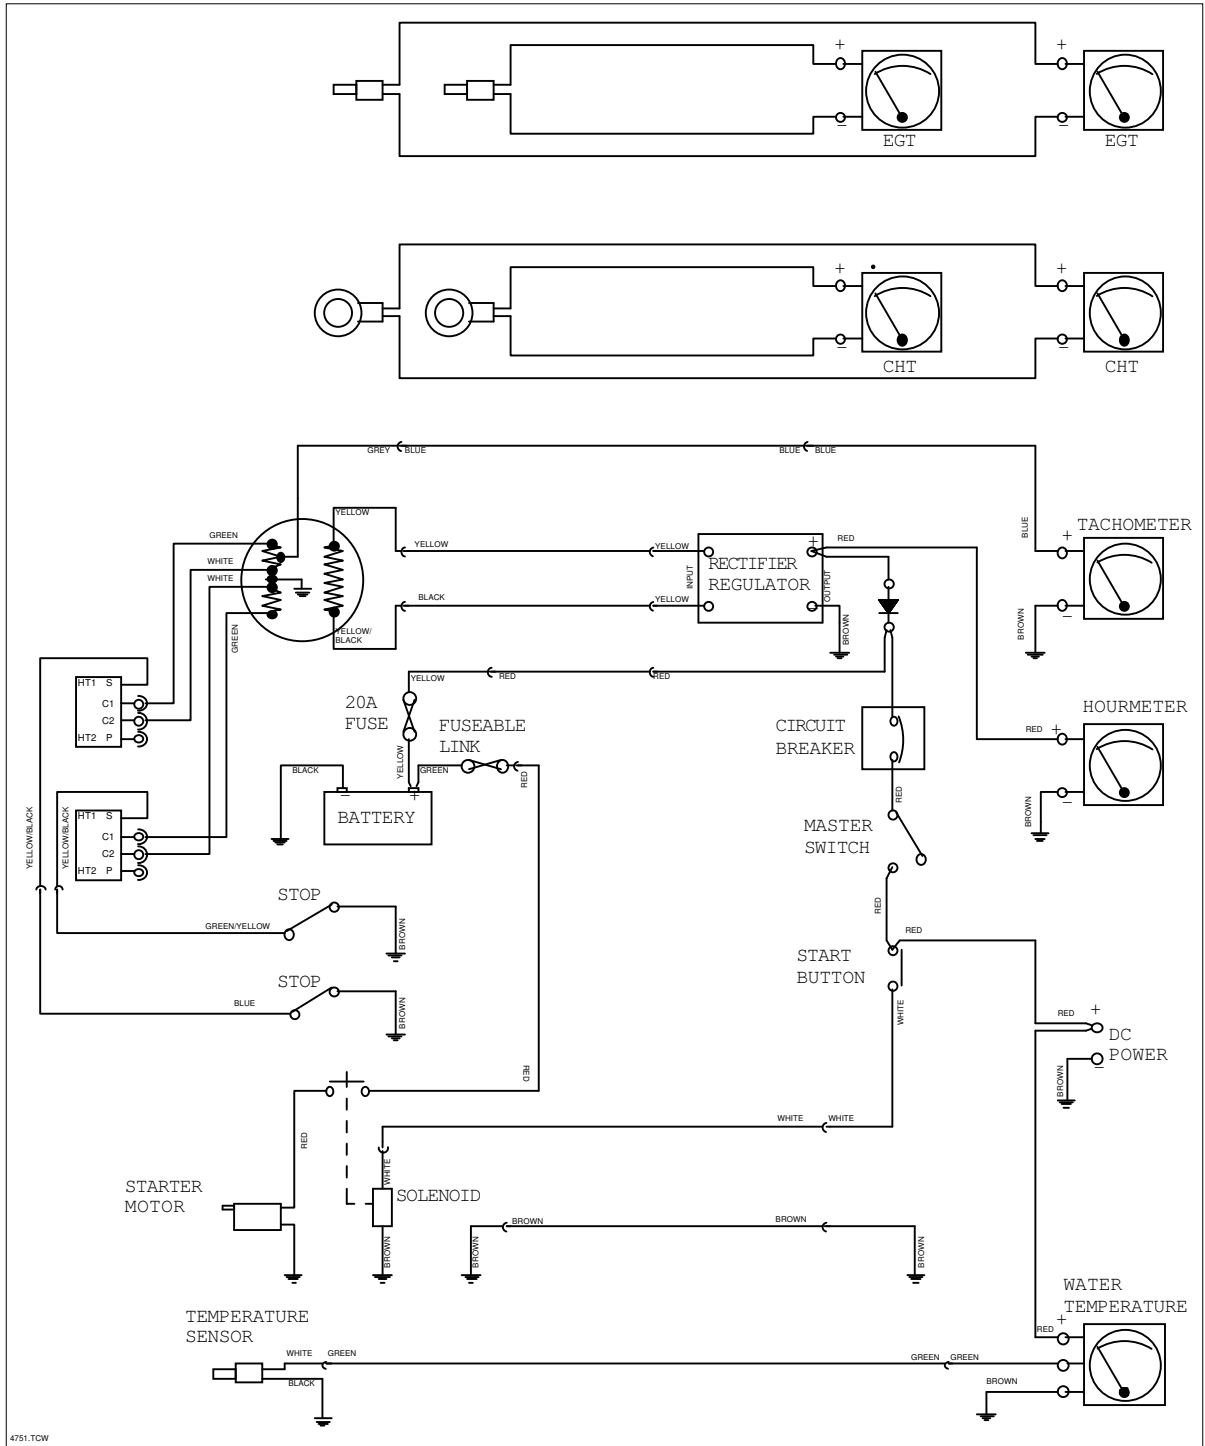 +
+
−
−
EGT
EGT
+
+
−
−
CHT
CHT
GREY
BLUE
BLUE
BLUE
YELLOW
BLUE
TACHOMETER
GREEN
YELLOW
YELLOW
+
RED
+
WHITE
RECTIFIER
INPUT
REGULATOR
OUTPUT
WHITE
BLACK
YELLOW
−
BROWN
−
BROWN
GREEN
YELLOW/
BLACK
YELLOW
RED
RED
HT1 S
20A
FUSE
C1
C2
HT2 P
FUSEABLE
LINK
CIRCUIT
BREAKER
HOURMETER
RED
+
BLACK
YELLOW
GREEN
RED
RED
−
+
BATTERY
−
BROWN
YELLOW/BLACK
YELLOW/BLACK
HT1 S
C1
C2
HT2 P
MASTER
SWITCH
STOP
RED
GREEN/YELLOW
BROWN
RED
START
BUTTON
STOP
BLUE
BROWN
WHITE
RED
+
DC
POWER
−
BROWN
RED
RED
WHITE
WHITE
WHITE
STARTER
MOTOR
SOLENOID
BROWN
BROWN
BROWN
BROWN
BROWN
WATER
TEMPERATURE
TEMPERATURE
SENSOR
+
RED
WHITE
GREEN
GREEN
GREEN
BLACK
BROWN
4751.TCW